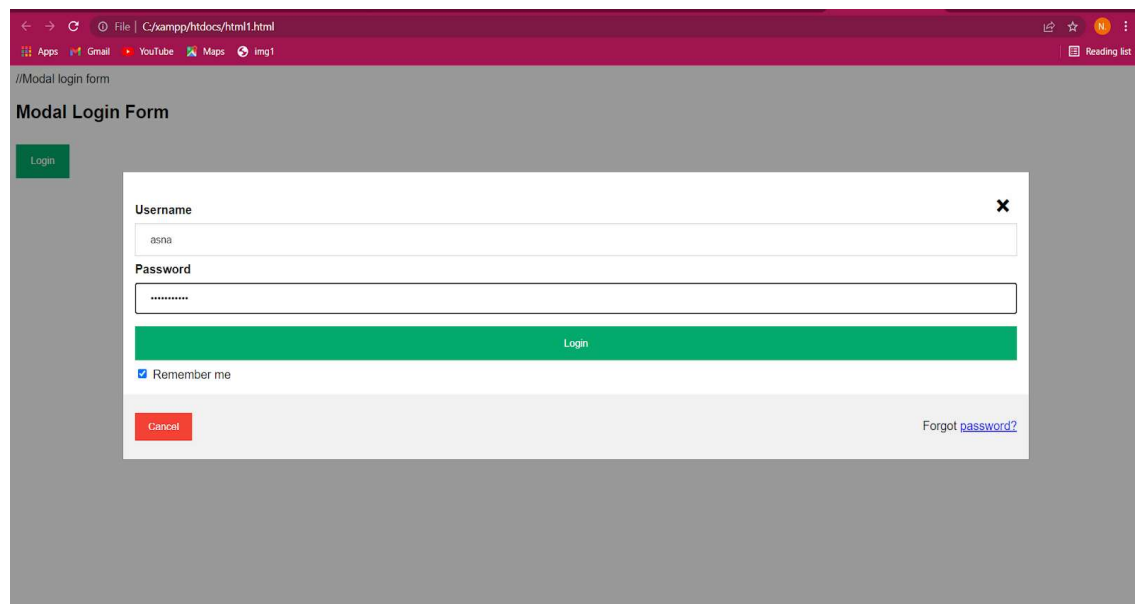 File | C:/xampp/htdocs/html1.html
N.
Apps Gmail YouTube Maps img1 Reading list
//Modal login form
Modal Login Form
Login
Username
asna
Password
Login
Remember me
Cancel Forgot password?